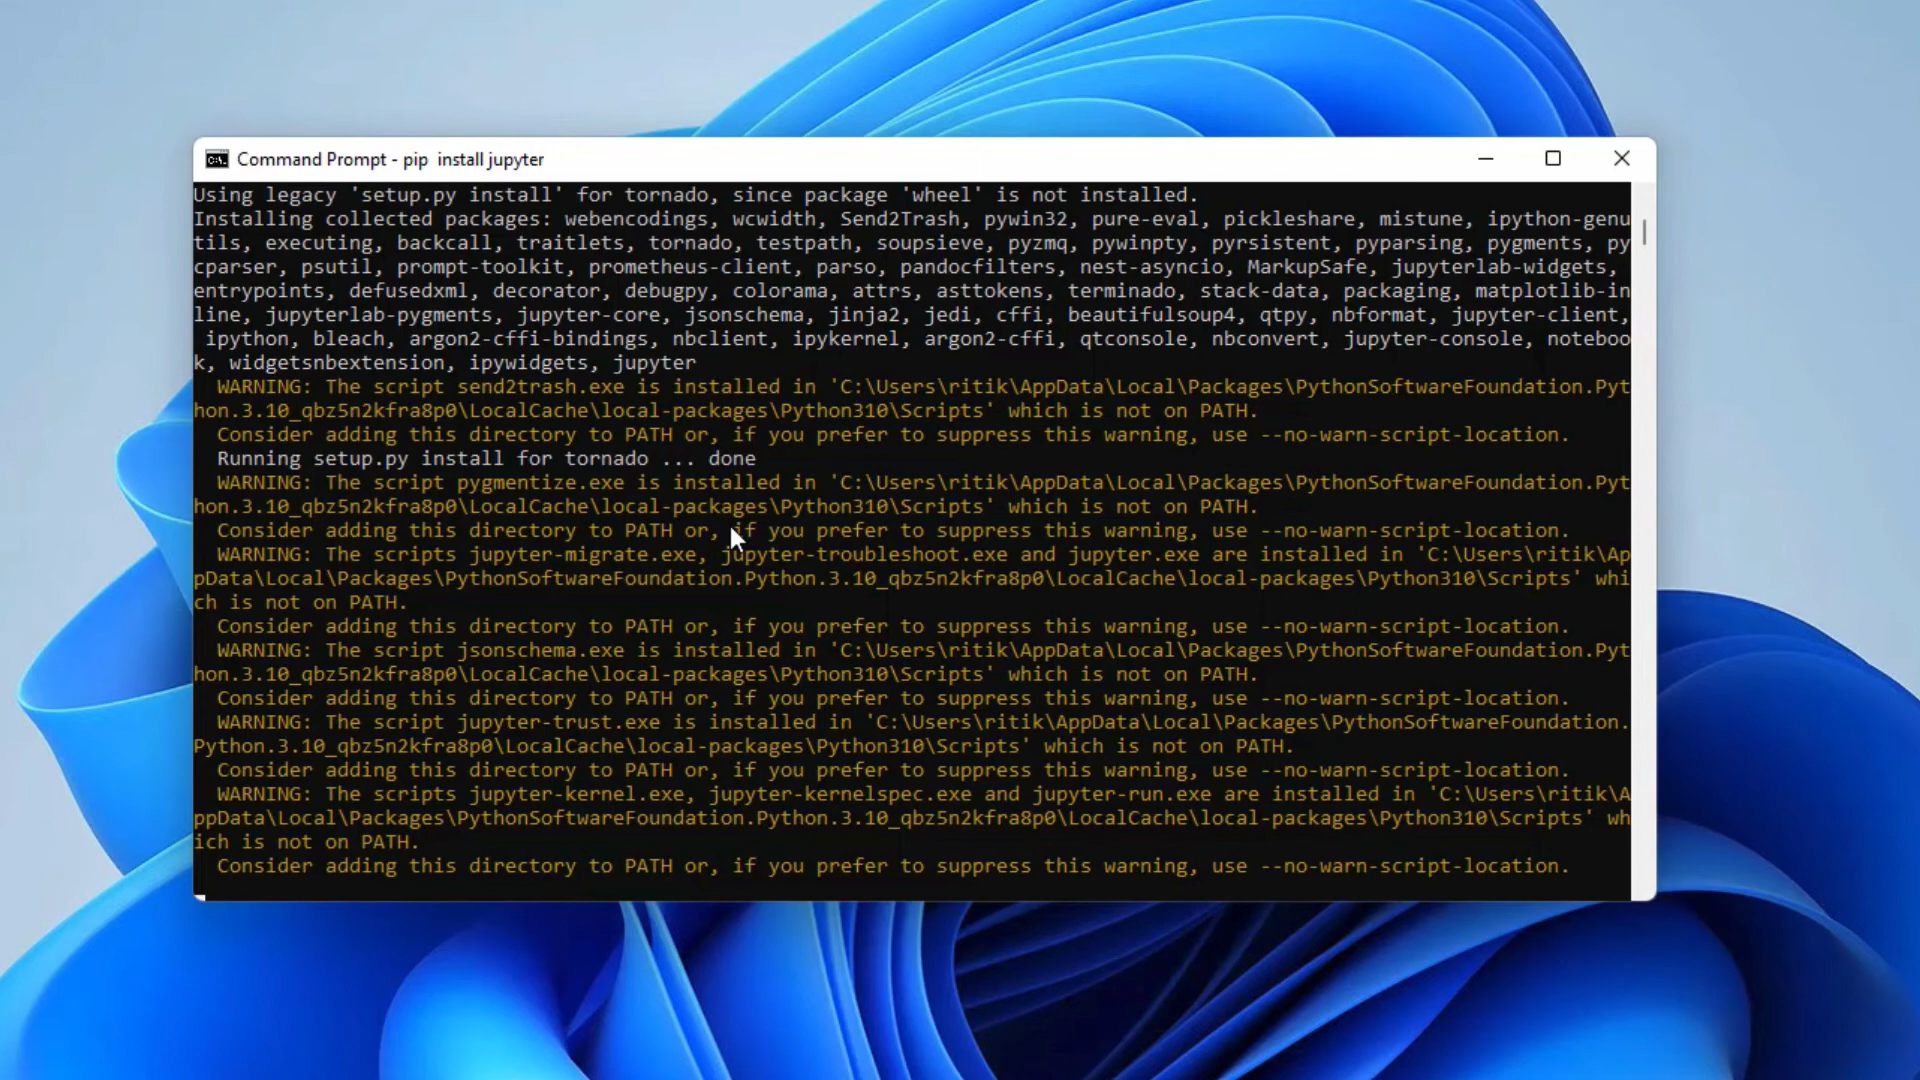 Command Prompt - pip  install jupyter
Using legacy 'setup.py install' for tornado, since package 'wheel' is not installed.
Installing collected packages: webencodings, wcwidth, Send2Trash, pywin32, pure-eval, pickleshare, mistune, ipython-genu
tils, executing, backcall, traitlets, tornado, testpath, soupsieve, pyzmq, pywinpty, pyrsistent, pyparsing, pygments, py
cparser, psutil, prompt-toolkit, prometheus-client, parso, pandocfilters, nest-asyncio, MarkupSafe, jupyterlab-widgets,
entrypoints, defusedxml, decorator, debugpy, colorama, attrs, asttokens, terminado, stack-data, packaging, matplotlib-in
line, jupyterlab-pygments, jupyter-core, jsonschema, jinja2, jedi, cffi, beautifulsoup4, qtpy, nbformat, jupyter-client,
 ipython, bleach, argon2-cffi-bindings, nbclient, ipykernel, argon2-cffi, qtconsole, nbconvert, jupyter-console, noteboo
k, widgetsnbextension, ipywidgets, jupyter
  WARNING: The script send2trash.exe is installed in 'C:\Users\ritik\AppData\Local\Packages\PythonSoftwareFoundation.Pyt
hon.3.10_qbz5n2kfra8p0\LocalCache\local-packages\Python310\Scripts' which is not on PATH.
  Consider adding this directory to PATH or, if you prefer to suppress this warning, use --no-warn-script-location.
  Running setup.py install for tornado ... done
  WARNING: The script pygmentize.exe is installed in 'C:\Users\ritik\AppData\Local\Packages\PythonSoftwareFoundation.Pyt
hon.3.10_qbz5n2kfra8p0\LocalCache\local-packages\Python310\Scripts' which is not on PATH.
  Consider adding this directory to PATH or, if you prefer to suppress this warning, use --no-warn-script-location.
  WARNING: The scripts jupyter-migrate.exe, jupyter-troubleshoot.exe and jupyter.exe are installed in 'C:\Users\ritik\Ap
pData\Local\Packages\PythonSoftwareFoundation.Python.3.10_qbz5n2kfra8p0\LocalCache\local-packages\Python310\Scripts' whi
ch is not on PATH.
  Consider adding this directory to PATH or, if you prefer to suppress this warning, use --no-warn-script-location.
  WARNING: The script jsonschema.exe is installed in 'C:\Users\ritik\AppData\Local\Packages\PythonSoftwareFoundation.Pyt
hon.3.10_qbz5n2kfra8p0\LocalCache\local-packages\Python310\Scripts' which is not on PATH.
  Consider adding this directory to PATH or, if you prefer to suppress this warning, use --no-warn-script-location.
  WARNING: The script jupyter-trust.exe is installed in 'C:\Users\ritik\AppData\Local\Packages\PythonSoftwareFoundation.
Python.3.10_qbz5n2kfra8p0\LocalCache\local-packages\Python310\Scripts' which is not on PATH.
  Consider adding this directory to PATH or, if you prefer to suppress this warning, use --no-warn-script-location.
  WARNING: The scripts jupyter-kernel.exe, jupyter-kernelspec.exe and jupyter-run.exe are installed in 'C:\Users\ritik\A
ppData\Local\Packages\PythonSoftwareFoundation.Python.3.10_qbz5n2kfra8p0\LocalCache\local-packages\Python310\Scripts' wh
ich is not on PATH.
  Consider adding this directory to PATH or, if you prefer to suppress this warning, use --no-warn-script-location.